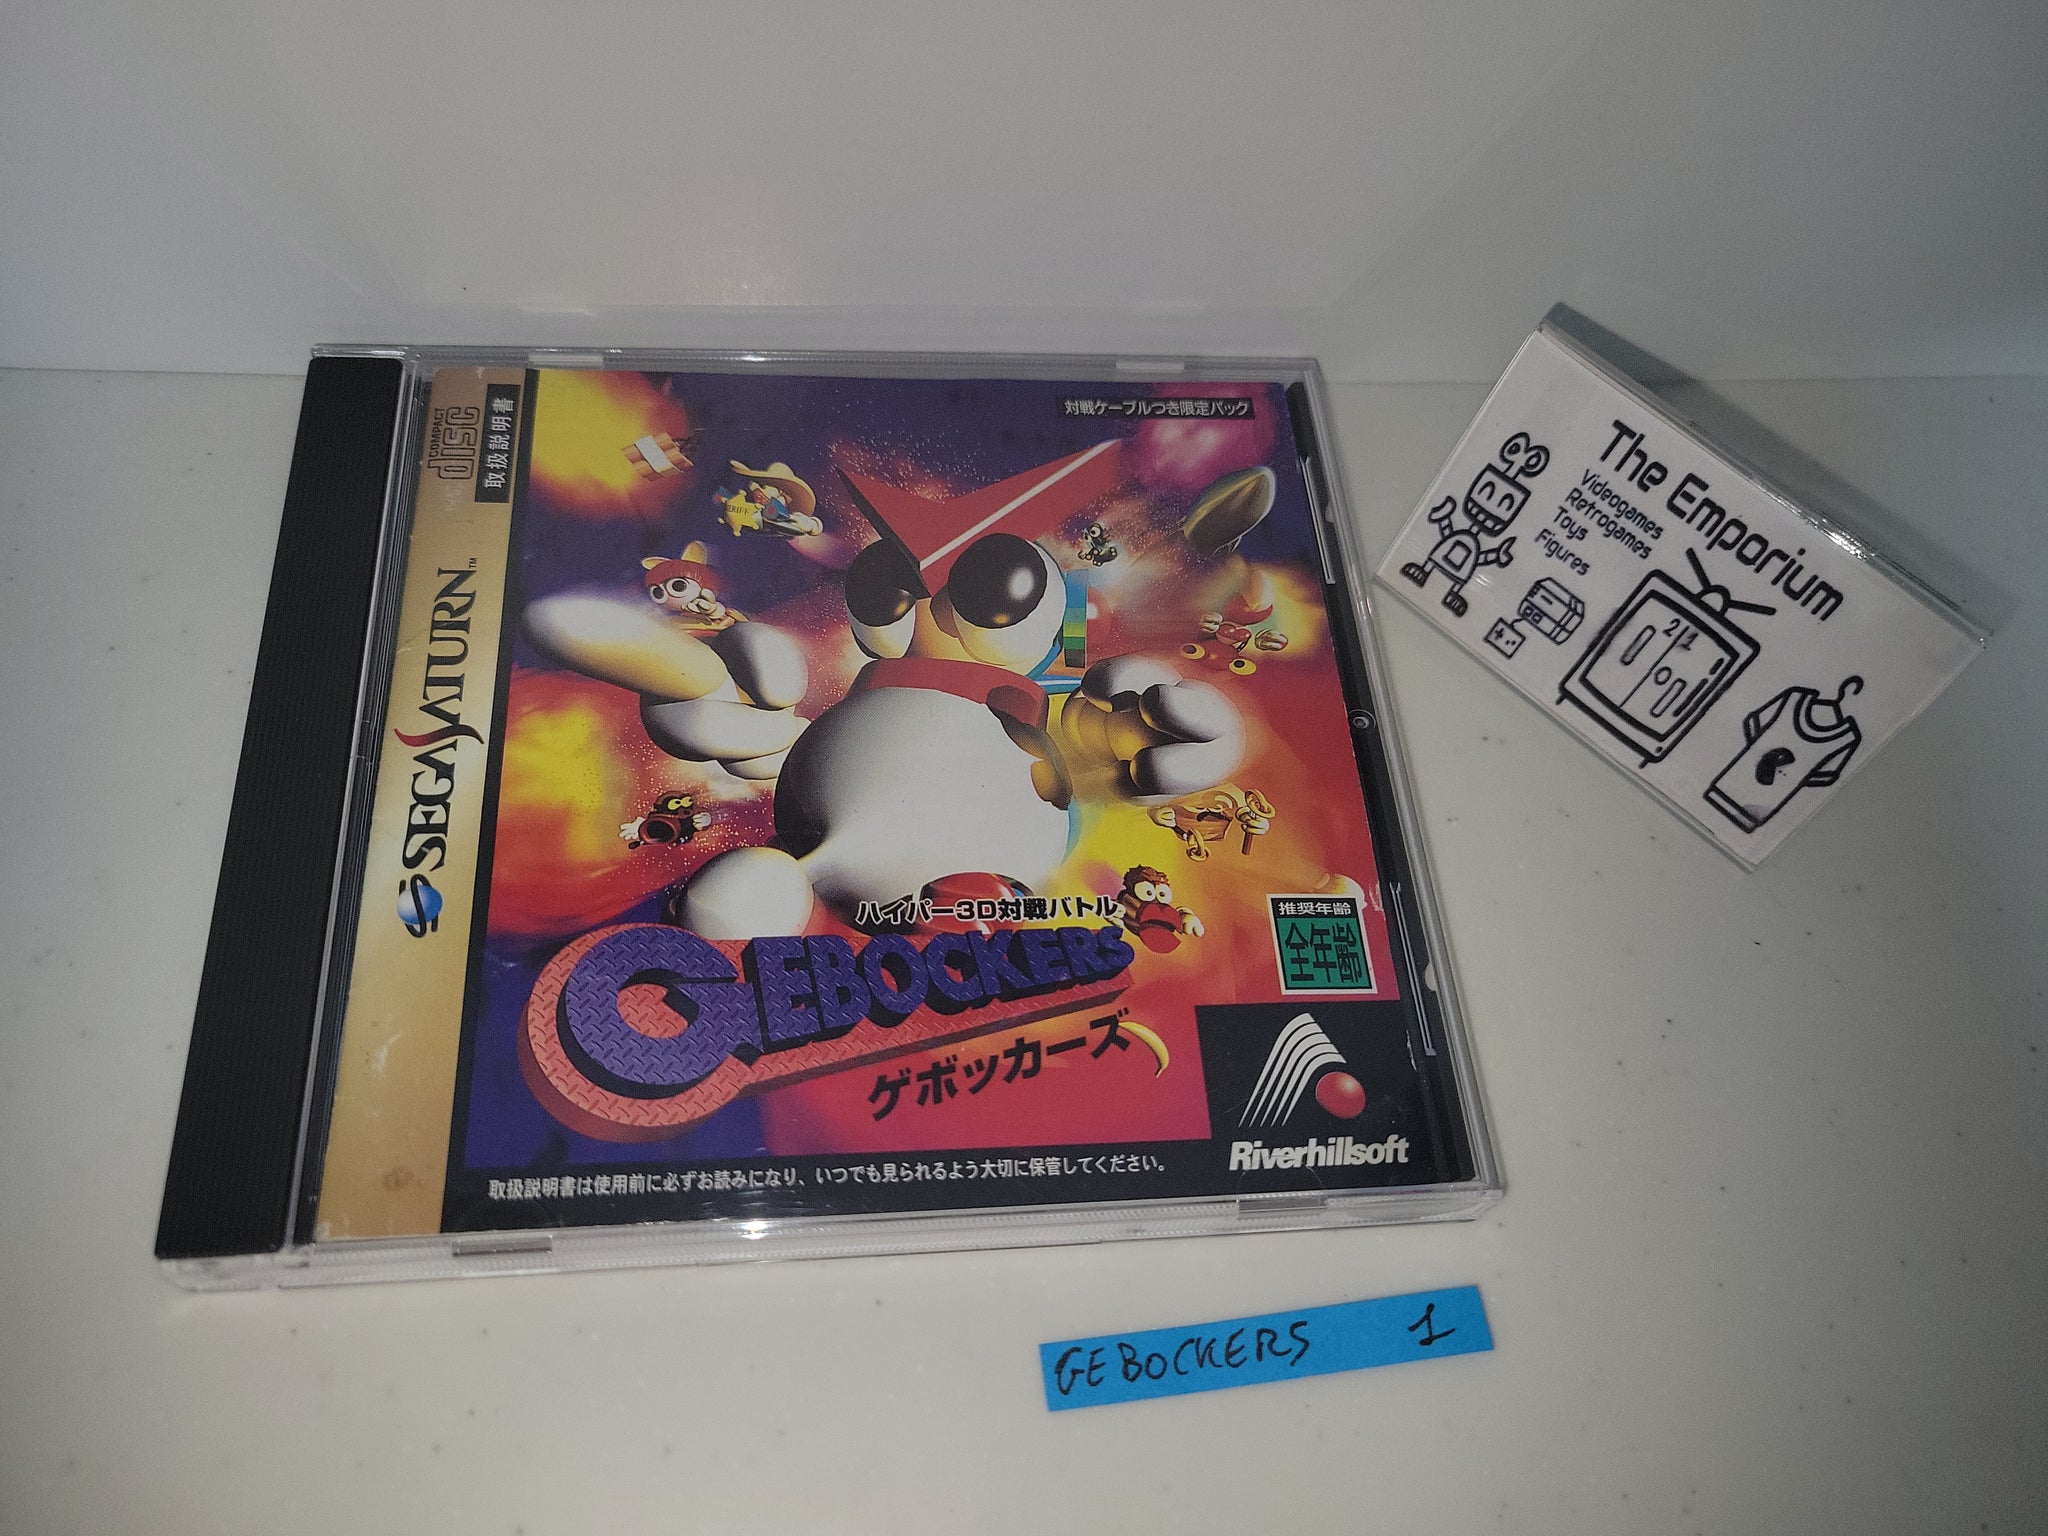 COMPACT
disc
取扱説明書
SEGA SATURN™
対戦ケーブルつき限定パック
ERIFF
ハイパー3D対戦バトル
GEBOCKERS
ゲボッカーズ
推奨年齢
全年齢
Riverhillsoft
取扱説明書は使用前に必ずお読みになり、いつでも見られるよう大切に保管してください。
The Emporium
Videogames
Retrogames
Toys
Figures
2 1
GEBOCKERS 1